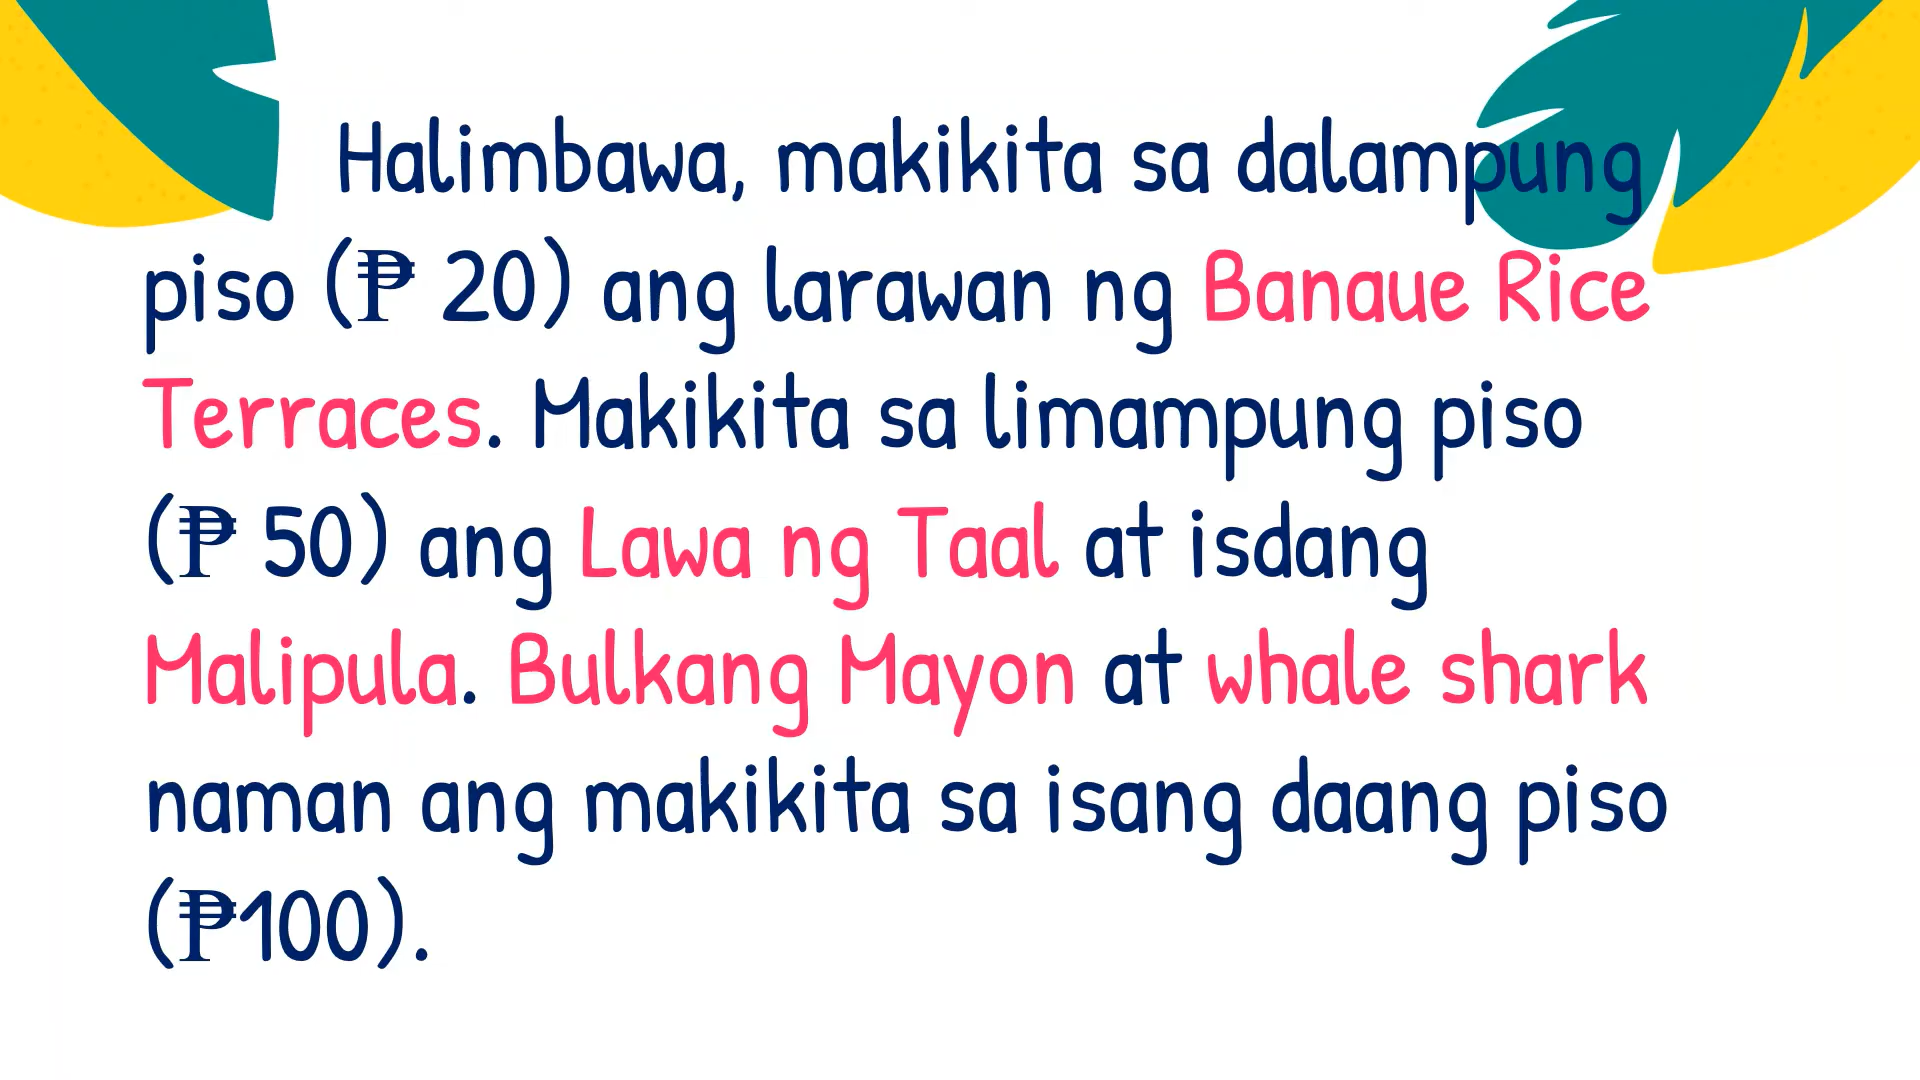 Halimbawa, makikita sa dalampung
piso (₱ 20) ang larawan ng Banaue Rice
Terraces. Makikita sa limampung piso
(₱ 50) ang Lawa ng Taal at isdang
Malipula. Bulkang Mayon at whale shark
naman ang makikita sa isang daang piso
(₱100).